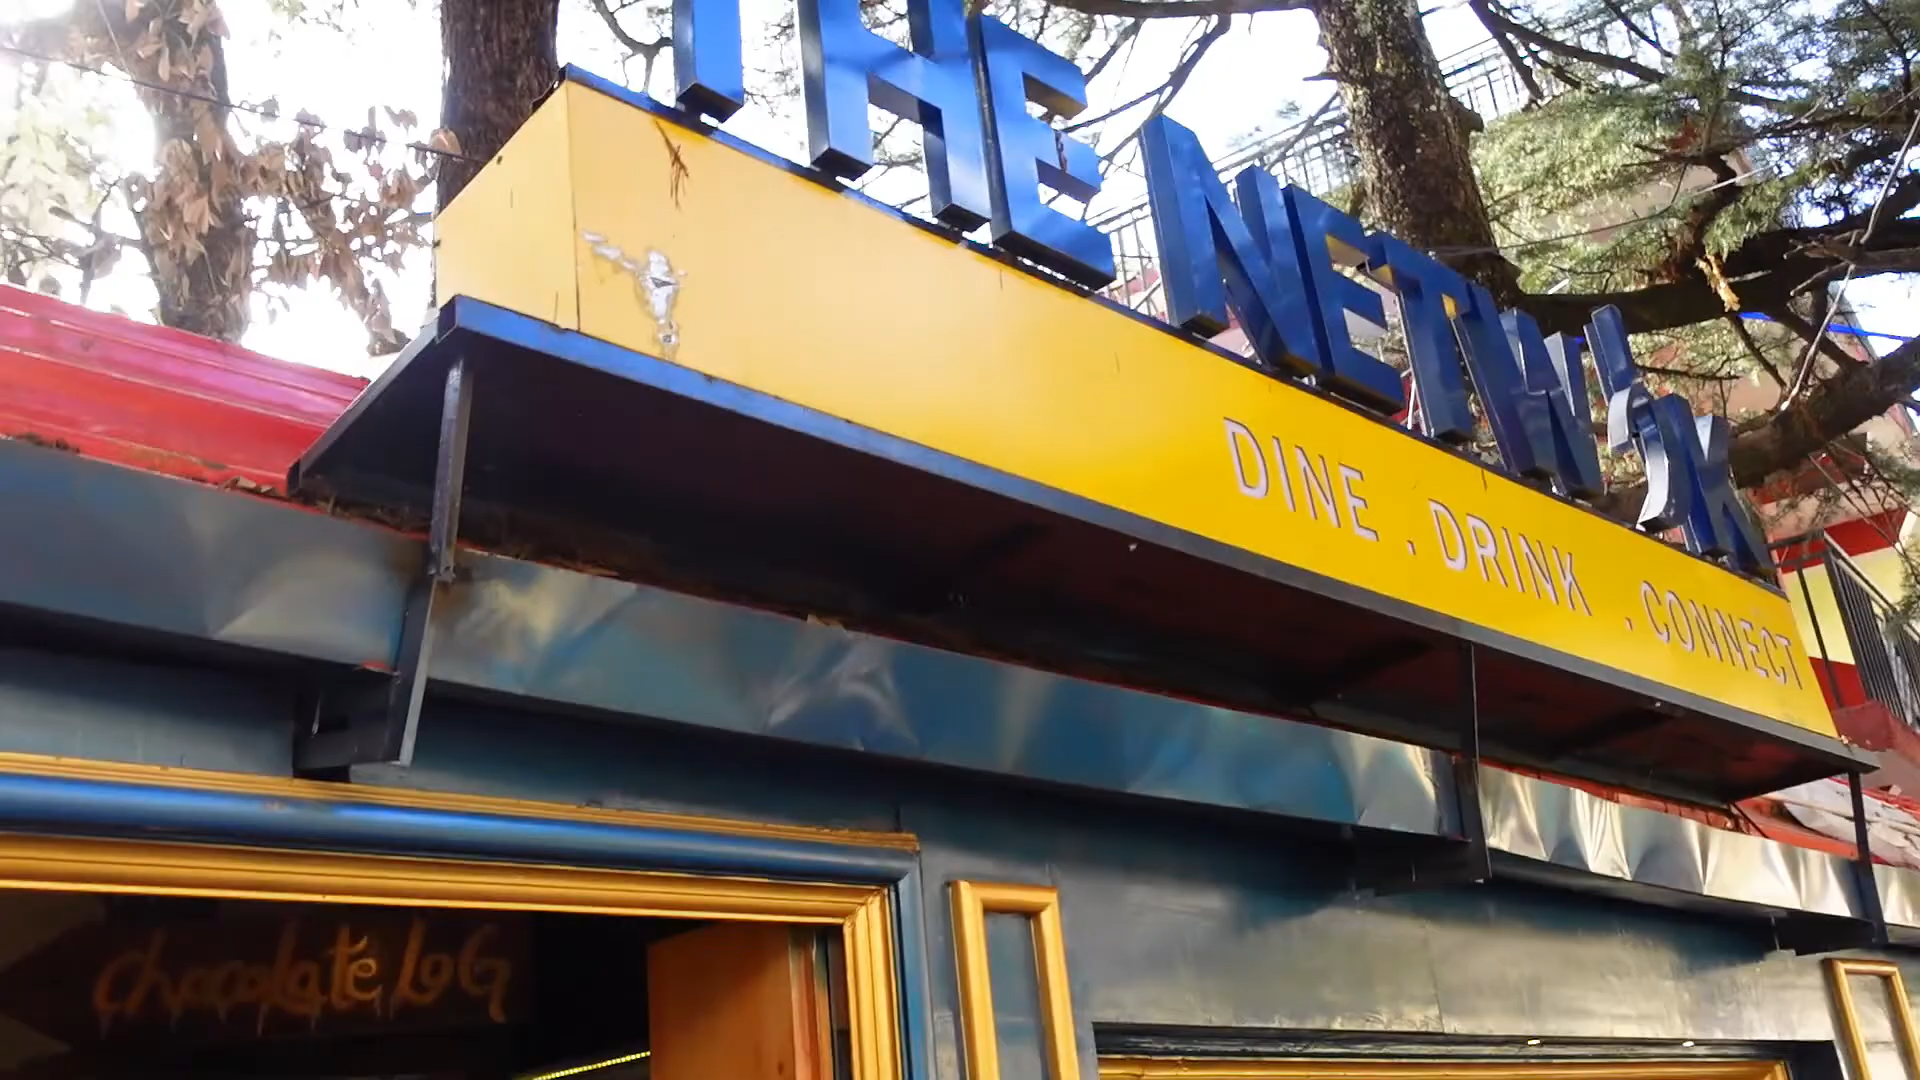 THE NETWORK
DINE . DRINK . CONNECT
chocolate LoG